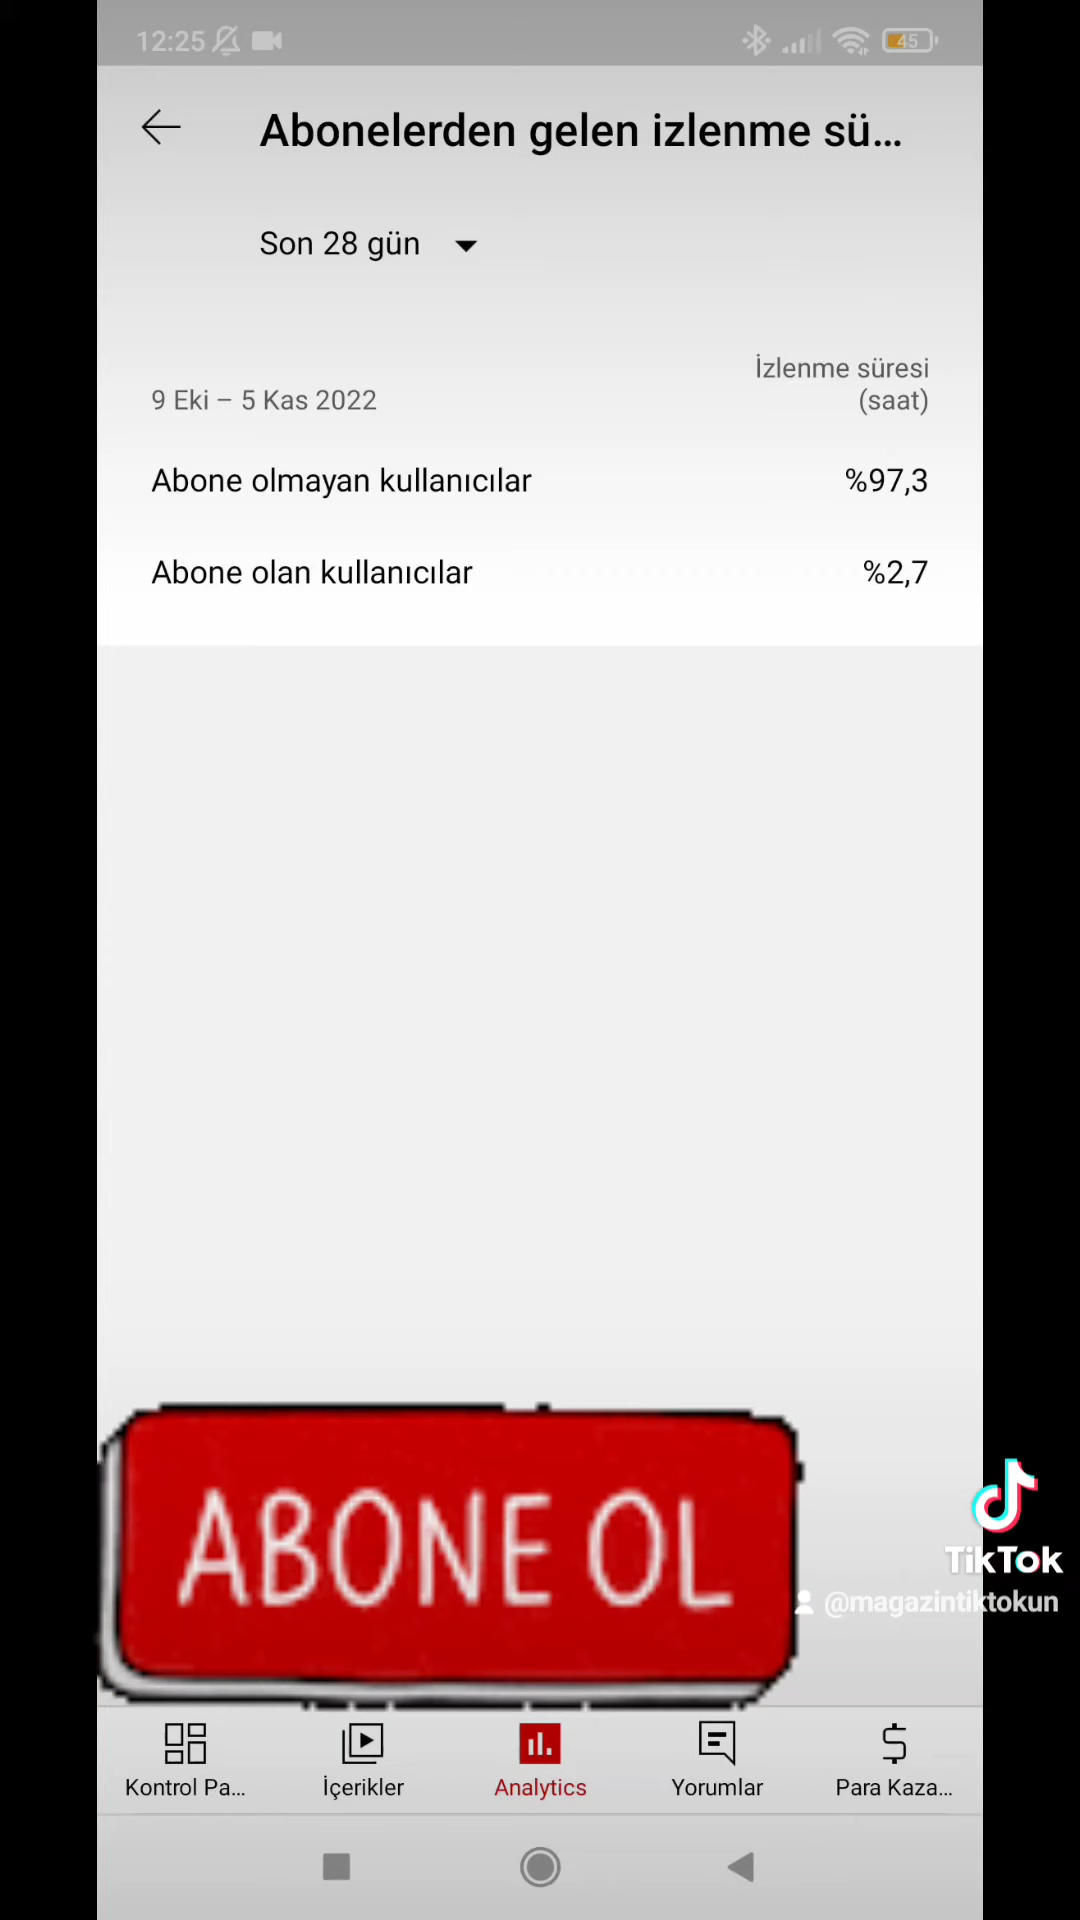 12:25
45
Abonelerden gelen izlenme sü...
Son 28 gün
İzlenme süresi
(saat)
9 Eki – 5 Kas 2022
Abone olmayan kullanıcılar %97,3
Abone olan kullanıcılar %2,7
ABONE OL
TikTok
@magazintiktokun
Kontrol Pa... İçerikler Analytics Yorumlar Para Kaza...